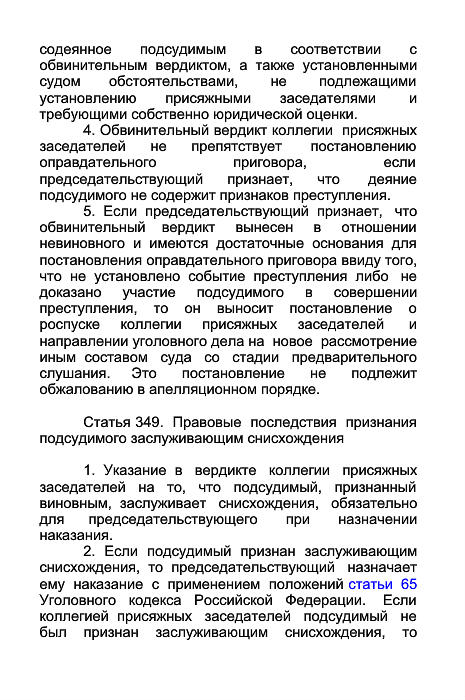 содеянное подсудимым в соответствии с
обвинительным вердиктом, а также установленными
судом обстоятельствами, не подлежащими
установлению присяжными заседателями и
требующими собственно юридической оценки.
4. Обвинительный вердикт коллегии присяжных
заседателей не препятствует постановлению
оправдательного приговора, если
председательствующий признает, что деяние
подсудимого не содержит признаков преступления.
5. Если председательствующий признает, что
обвинительный вердикт вынесен в отношении
невиновного и имеются достаточные основания для
постановления оправдательного приговора ввиду того,
что не установлено событие преступления либо не
доказано участие подсудимого в совершении
преступления, то он выносит постановление о
роспуске коллегии присяжных заседателей и
направлении уголовного дела на новое рассмотрение
иным составом суда со стадии предварительного
слушания. Это постановление не подлежит
обжалованию в апелляционном порядке.
Статья 349. Правовые последствия признания
подсудимого заслуживающим снисхождения
1. Указание в вердикте коллегии присяжных
заседателей на то, что подсудимый, признанный
виновным, заслуживает снисхождения, обязательно
для председательствующего при назначении
наказания.
2. Если подсудимый признан заслуживающим
снисхождения, то председательствующий назначает
ему наказание с применением положений статьи 65
Уголовного кодекса Российской Федерации. Если
коллегией присяжных заседателей подсудимый не
был признан заслуживающим снисхождения, то